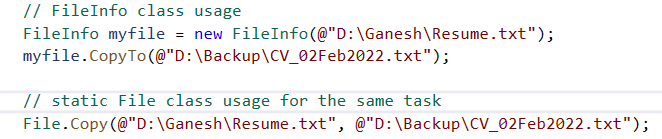 // FileInfo class usage
FileInfo myfile = new FileInfo(@"D:\Ganesh\Resume.txt");
myfile.CopyTo(@"D:\Backup\CV_02Feb2022.txt");
// static File class usage for the same task
File.Copy(@"D:\Ganesh\Resume.txt", @"D:\Backup\CV_02Feb2022.txt");